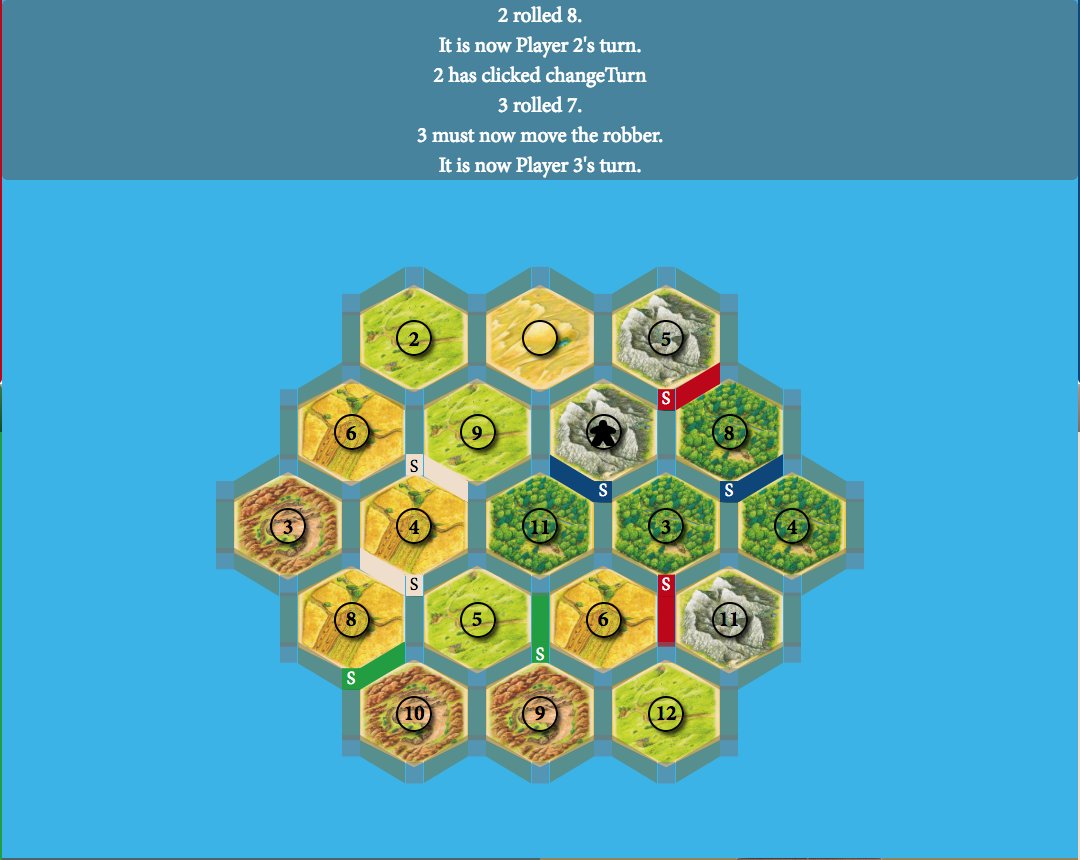 2 rolled 8.
It is now Player 2's turn.
2 has clicked changeTurn
3 rolled 7.
3 must now move the robber.
It is now Player 3's turn.
2 5
S
6 9 8
S
S S
3 4 11 3 4
S S
8 5 6 11
S
S
10 9 12